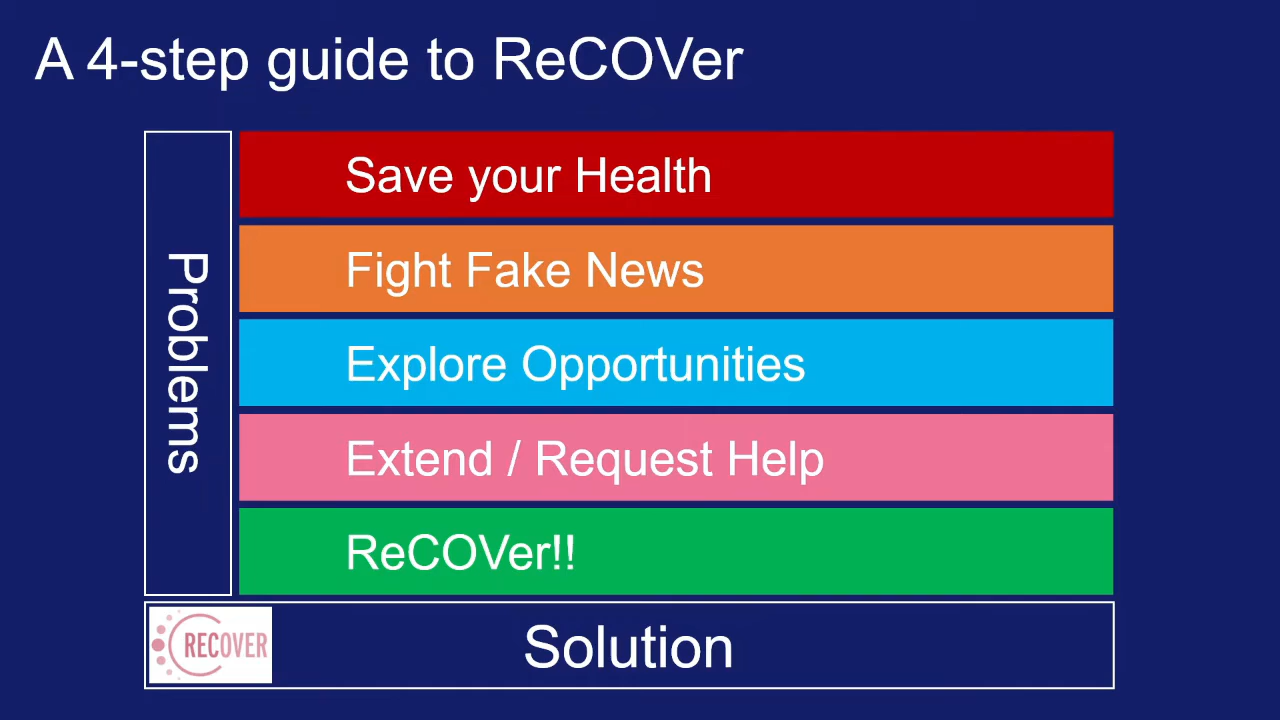 A 4-step guide to ReCOVer
Problems
Save your Health
Fight Fake News
Explore Opportunities
Extend / Request Help
ReCOVer!!
RECOVER
Solution